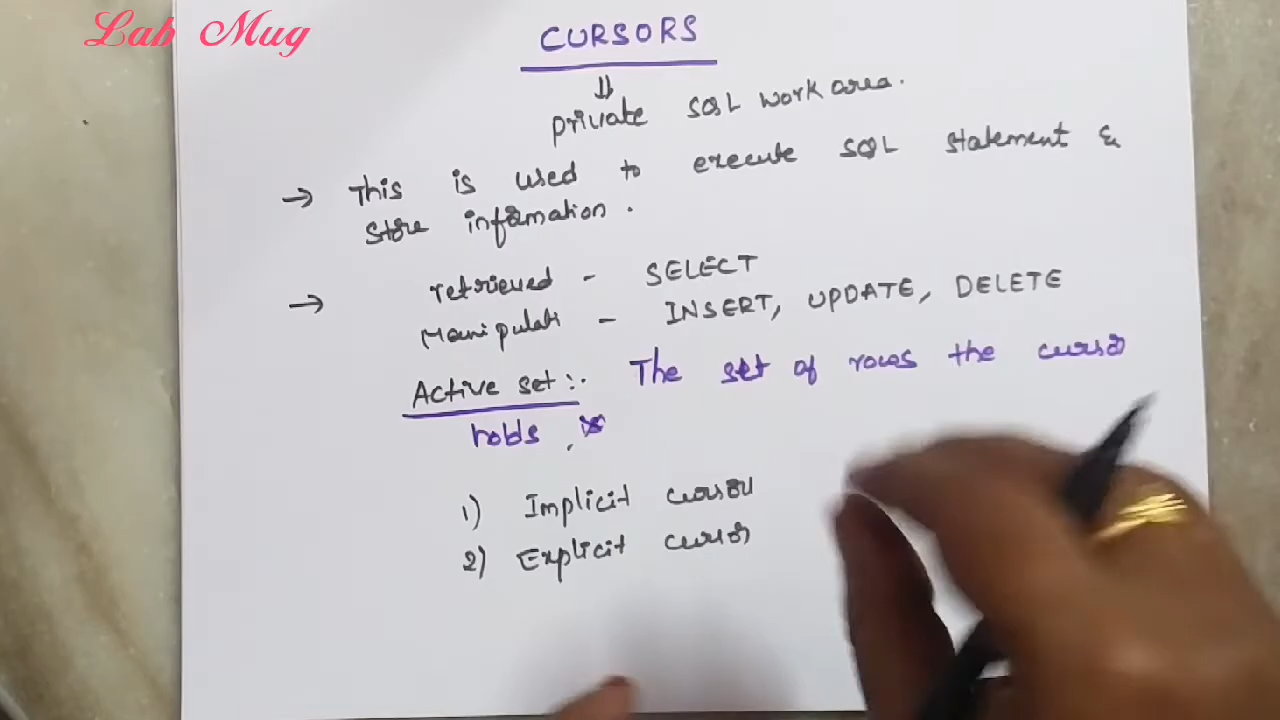 Lab Mug
CURSORS
⇓
private SQL work area.
→ This is used to execute SQL statement &
store information.
→ retrieved - SELECT
Manipulati - INSERT, UPDATE, DELETE
Active set :- The set of rows the cursor
holds.
1) Implicit cursor
2) Explicit cursor